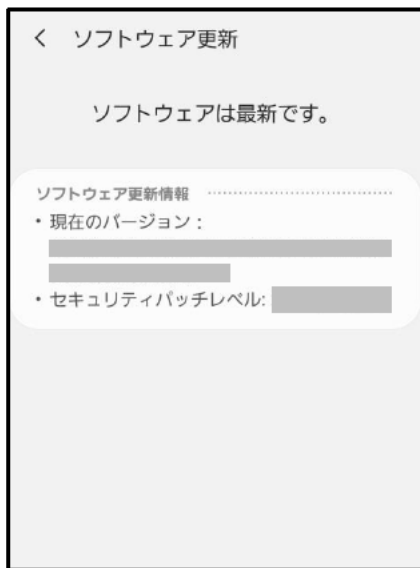 ソフトウェア更新
ソフトウェアは最新です。
ソフトウェア更新情報
・現在のバージョン：
・セキュリティパッチレベル: